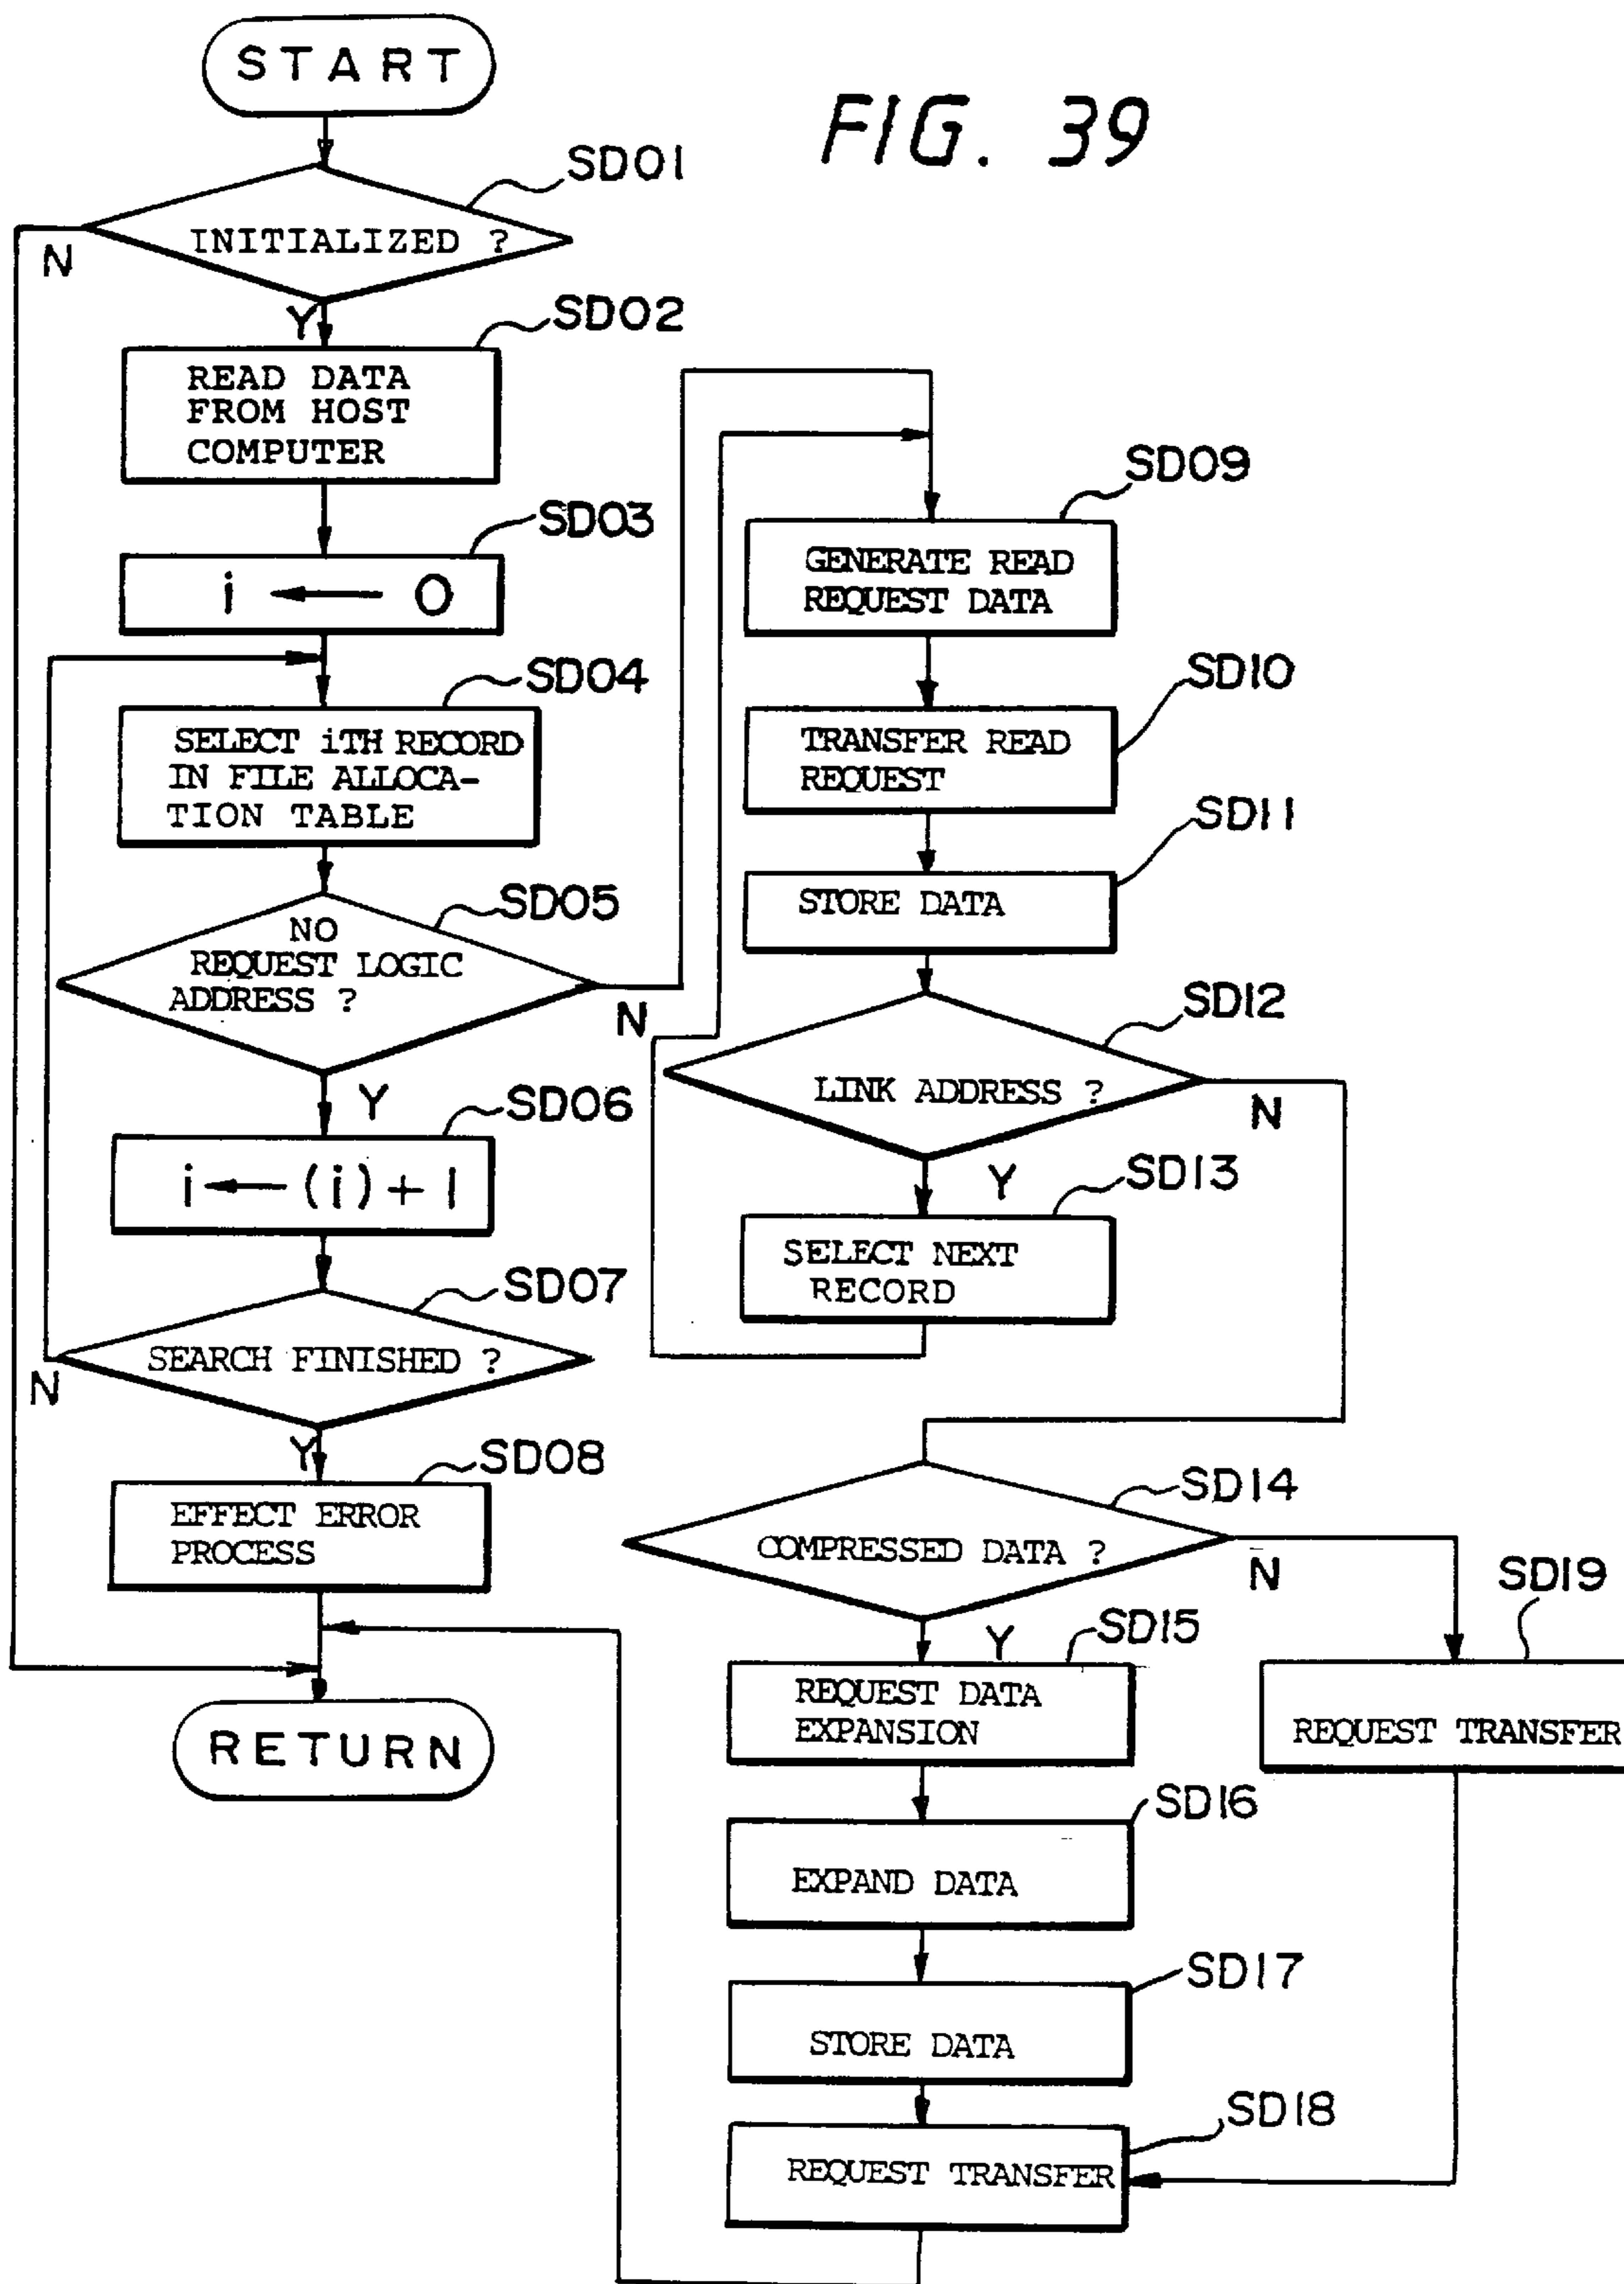 START
FIG. 39
SD01
INITIALIZED ?
N
Y
SD02
READ DATA
FROM HOST
COMPUTER
SD03
i ← 0
SD04
SELECT iTH RECORD
IN FILE ALLOCA-
TION TABLE
SD05
NO
REQUEST LOGIC
ADDRESS ?
N
Y
SD06
i ← (i) + 1
SD07
SEARCH FINISHED ?
N
Y
SD08
EFFECT ERROR
PROCESS
RETURN
SD09
GENERATE READ
REQUEST DATA
SD10
TRANSFER READ
REQUEST
SD11
STORE DATA
SD12
LINK ADDRESS ?
N
Y
SD13
SELECT NEXT
RECORD
SD14
COMPRESSED DATA ?
N
Y
SD15
REQUEST DATA
EXPANSION
SD16
EXPAND DATA
SD17
STORE DATA
SD18
REQUEST TRANSFER
SD19
REQUEST TRANSFER